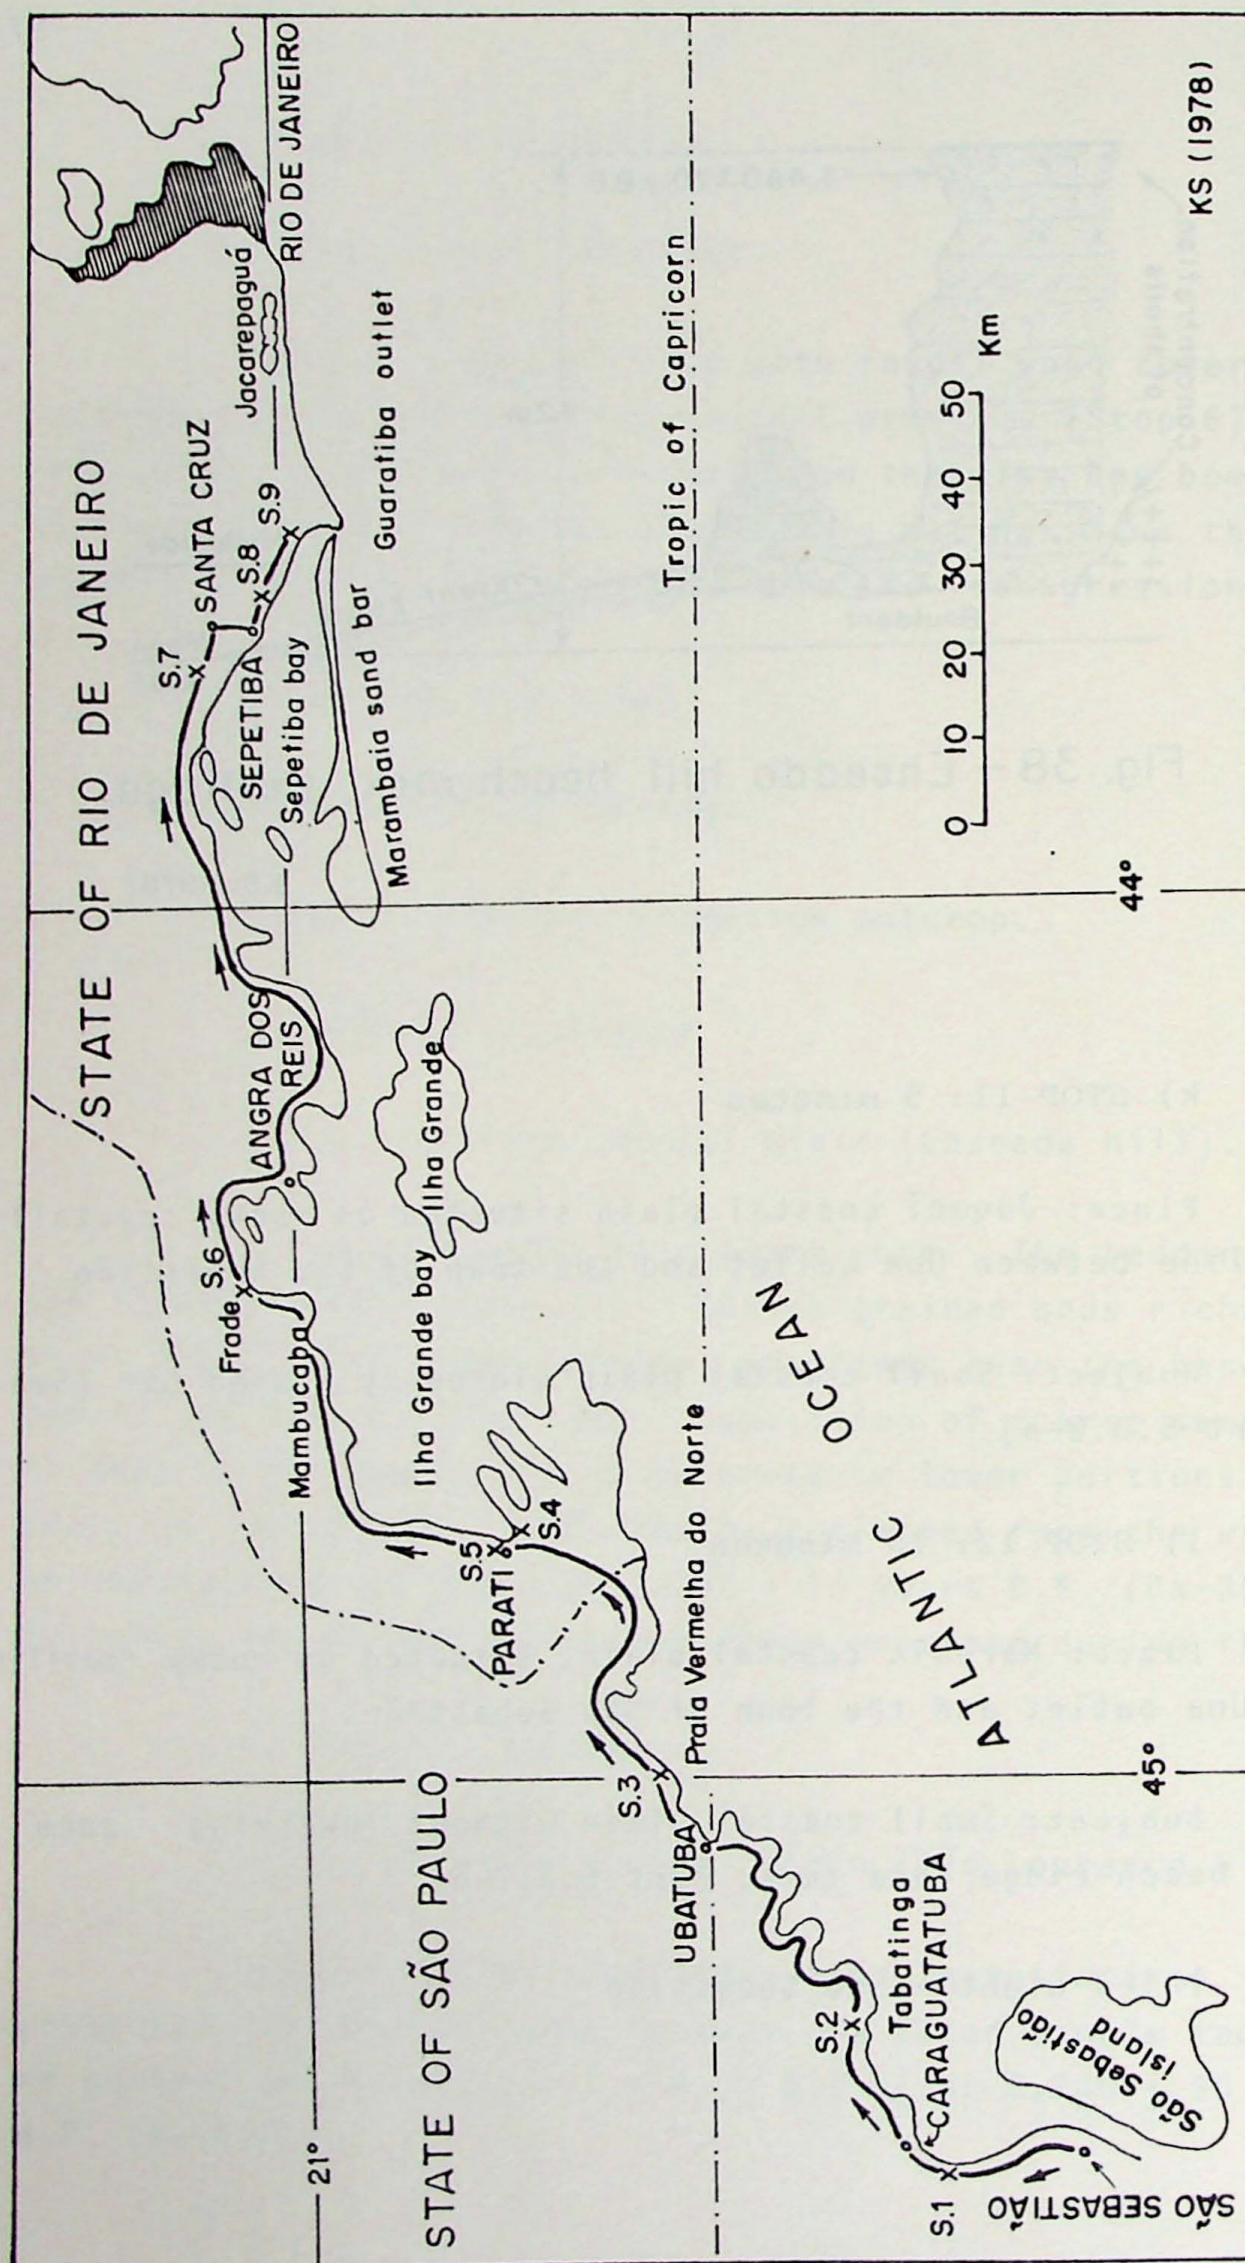 STATE OF RIO DE JANEIRO
RIO DE JANEIRO
Jacarepaguá
SANTA CRUZ
S.7
S.8
S.9
SEPETIBA
Sepetiba bay
Guaratiba outlet
Marambaia sand bar
ANGRA DOS
REIS
S.6
Frade
Mambucaba
Ilha Grande
Ilha Grande bay
21°
STATE OF SÃO PAULO
PARATI
S.5
S.4
S.3
Praia Vermelha do Norte
UBATUBA
Tropic of Capricorn
ATLANTIC
OCEAN
S.2
Tabatinga
CARAGUATATUBA
S.1
SÃO SEBASTIÃO
São Sebastião
island
45°
44°
0 10 20 30 40 50
Km
KS (1978)